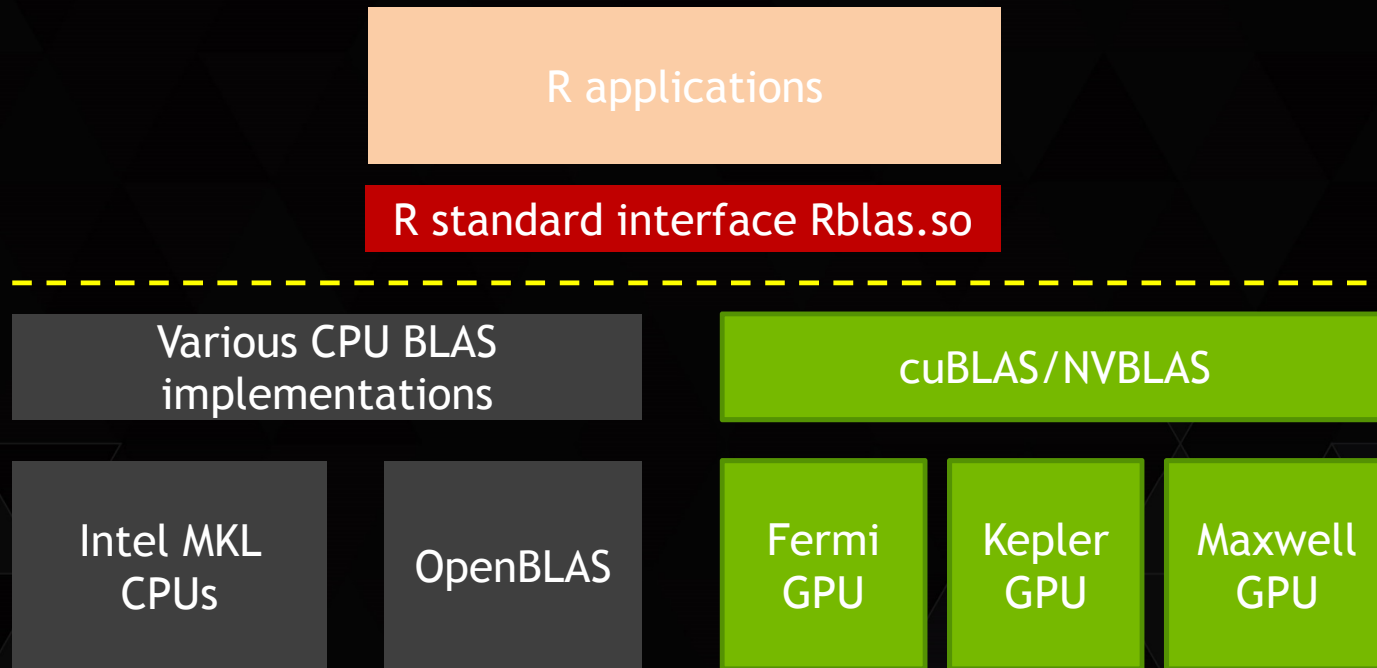 R applications
R standard interface Rblas.so
Various CPU BLAS
implementations
cuBLAS/NVBLAS
Intel MKL
CPUs
OpenBLAS
Fermi
GPU
Kepler
GPU
Maxwell
GPU